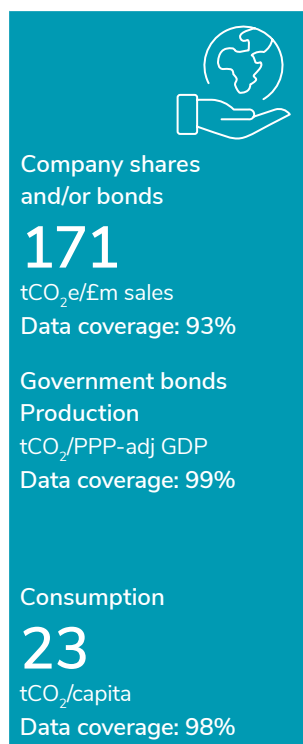 Company shares
and/or bonds
171
tCO₂e/£m sales
Data coverage: 93%
Government bonds
Production
tCO₂/PPP-adj GDP
Data coverage: 99%
Consumption
23
tCO₂/capita
Data coverage: 98%